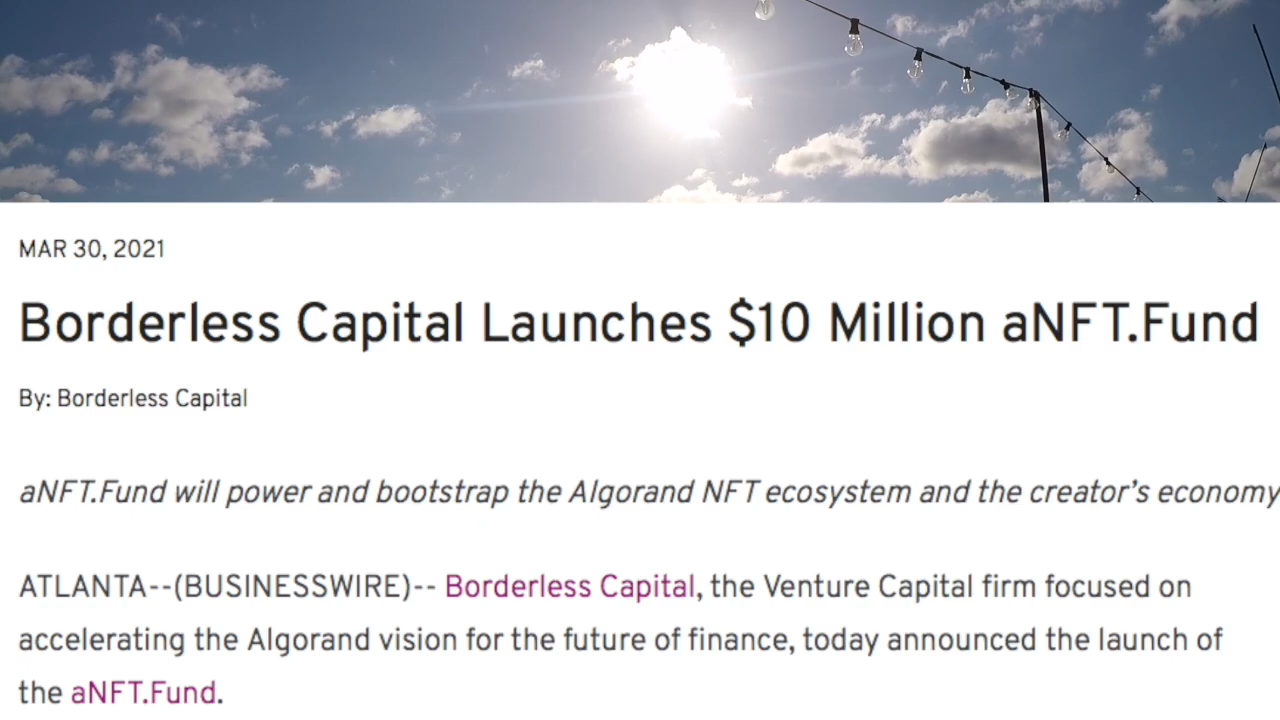 MAR 30, 2021
Borderless Capital Launches $10 Million aNFT.Fund
By: Borderless Capital
aNFT.Fund will power and bootstrap the Algorand NFT ecosystem and the creator’s economy
ATLANTA--(BUSINESSWIRE)-- Borderless Capital, the Venture Capital firm focused on
accelerating the Algorand vision for the future of finance, today announced the launch of
the aNFT.Fund.